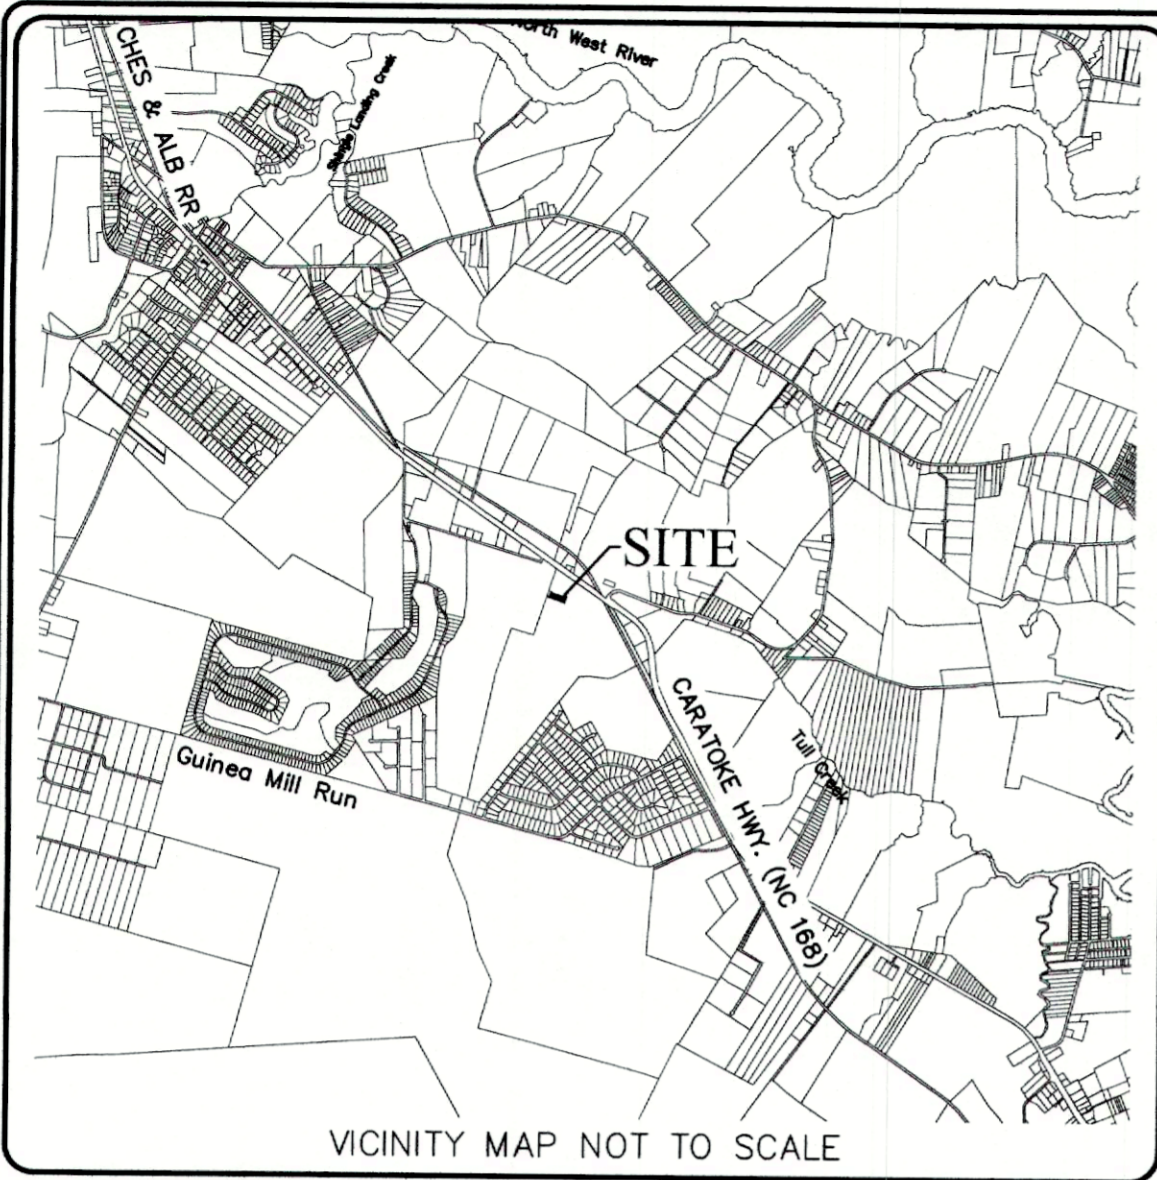 North West River
CHES & ALB RR
Shingle Landing Creek
SITE
CARATOKE HWY. (NC 168)
Tull Creek
Guinea Mill Run
VICINITY MAP NOT TO SCALE